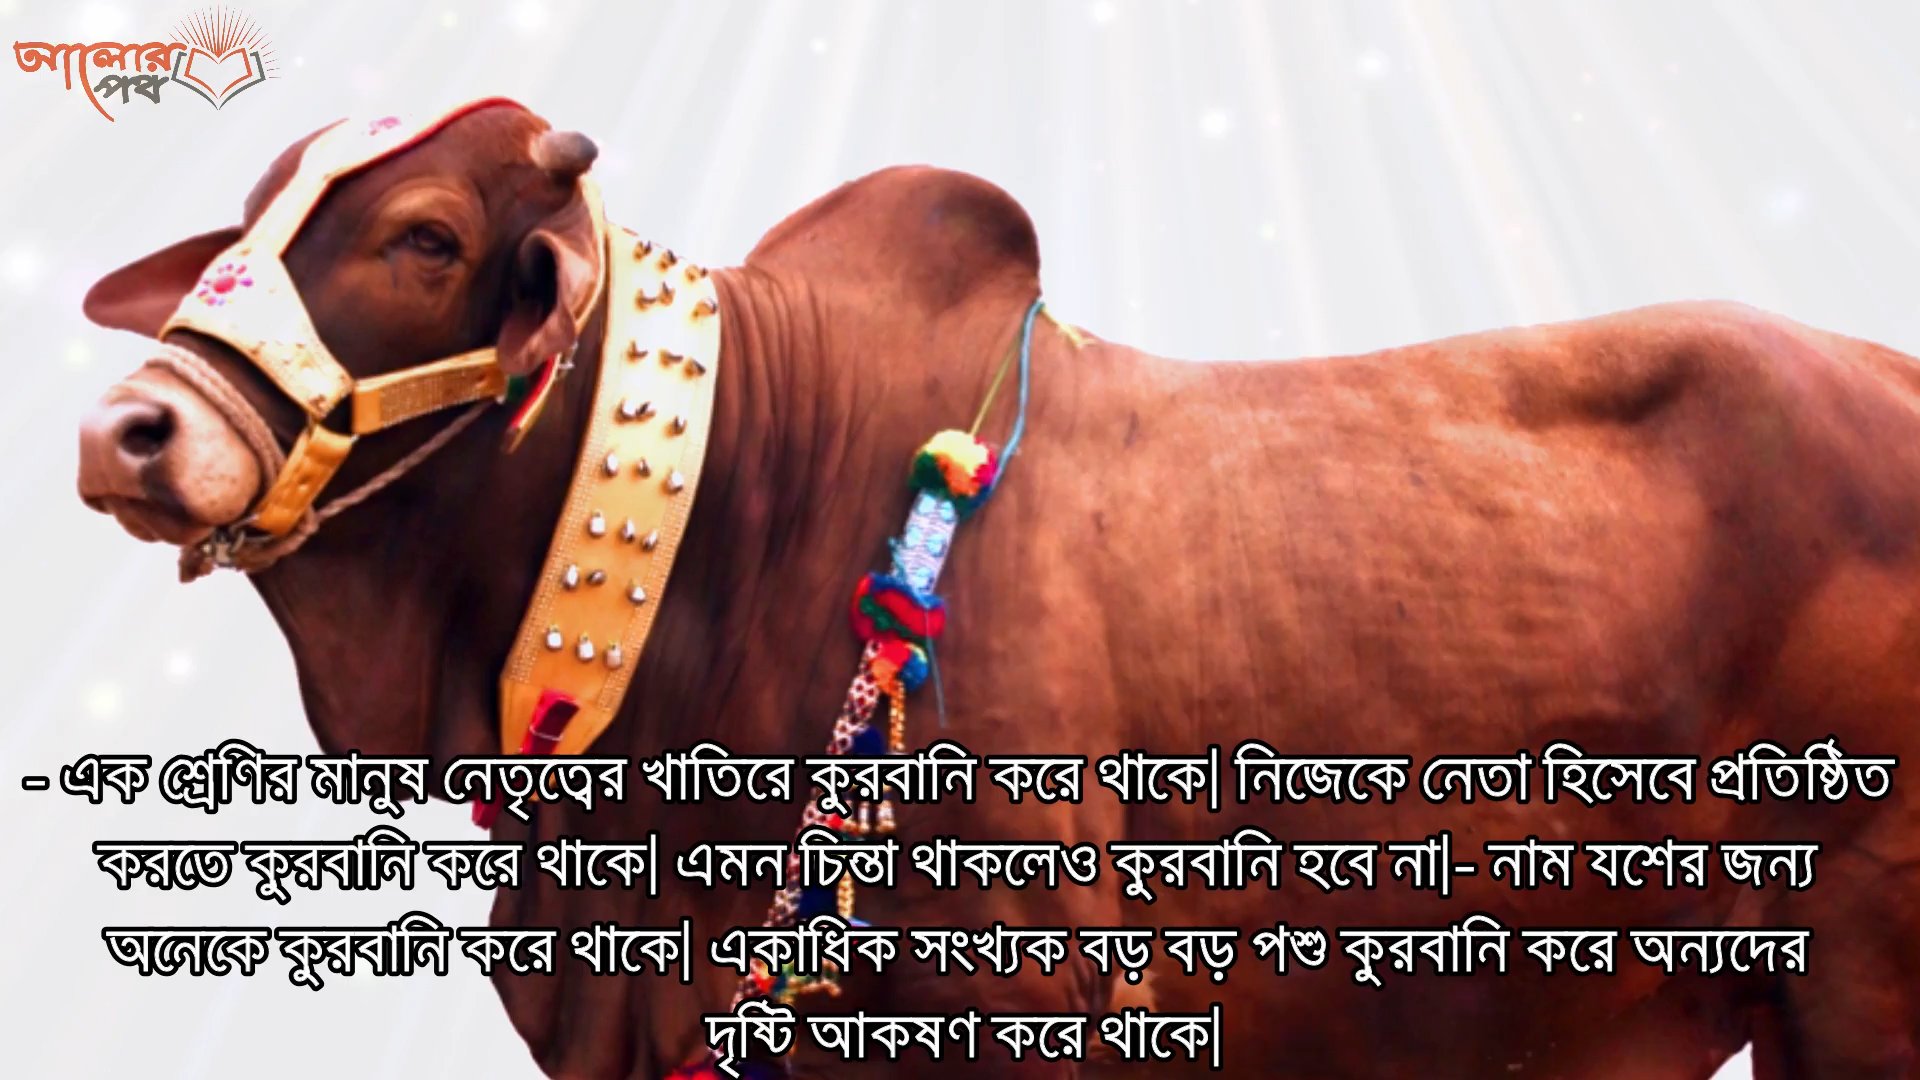 আলোর
পথ
- এক শ্রেণির মানুষ নেতৃত্বের খাতিরে কুরবানি করে থাকে| নিজেকে নেতা হিসেবে প্রতিষ্ঠিত
করতে কুরবানি করে থাকে| এমন চিন্তা থাকলেও কুরবানি হবে না|- নাম যশের জন্য
অনেকে কুরবানি করে থাকে| একাধিক সংখ্যক বড় বড় পশু কুরবানি করে অন্যদের
দৃষ্টি আকষণ করে থাকে|